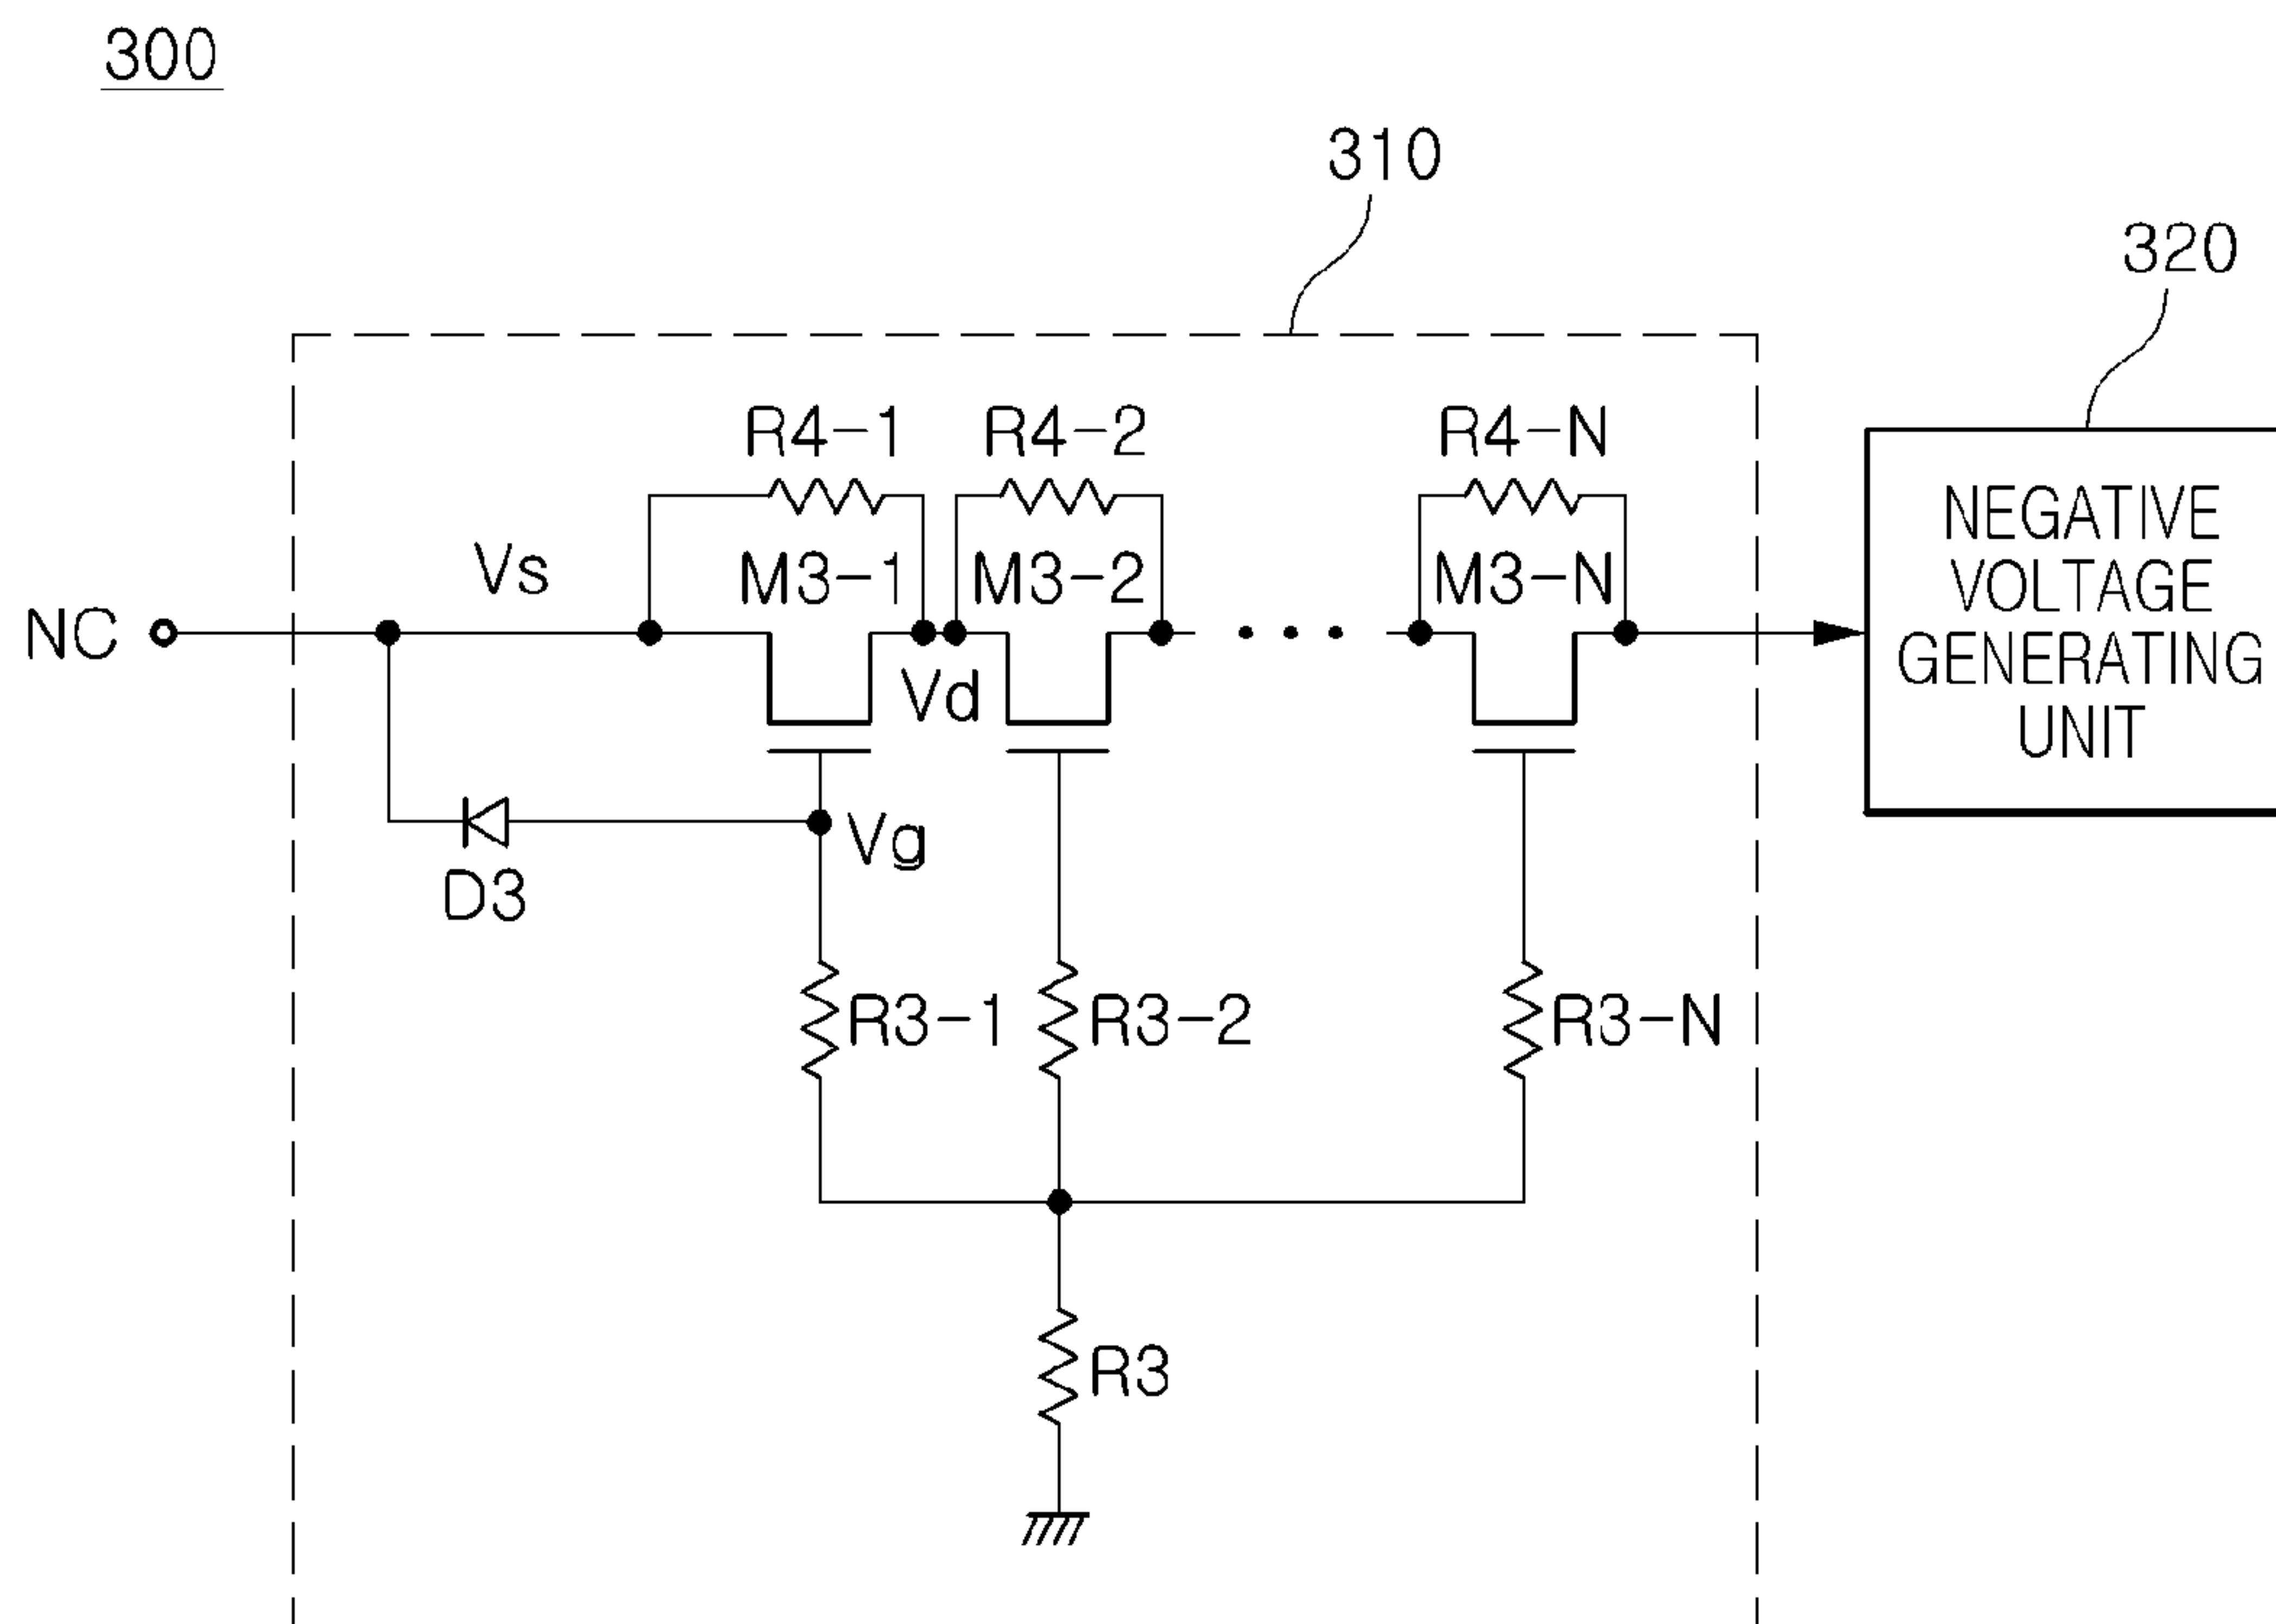 300
310
320
R4-1
R4-2
R4-N
NEGATIVE
VOLTAGE
GENERATING
UNIT
Vs
M3-1
M3-2
M3-N
NC
Vd
Vg
D3
R3-1
R3-2
R3-N
R3